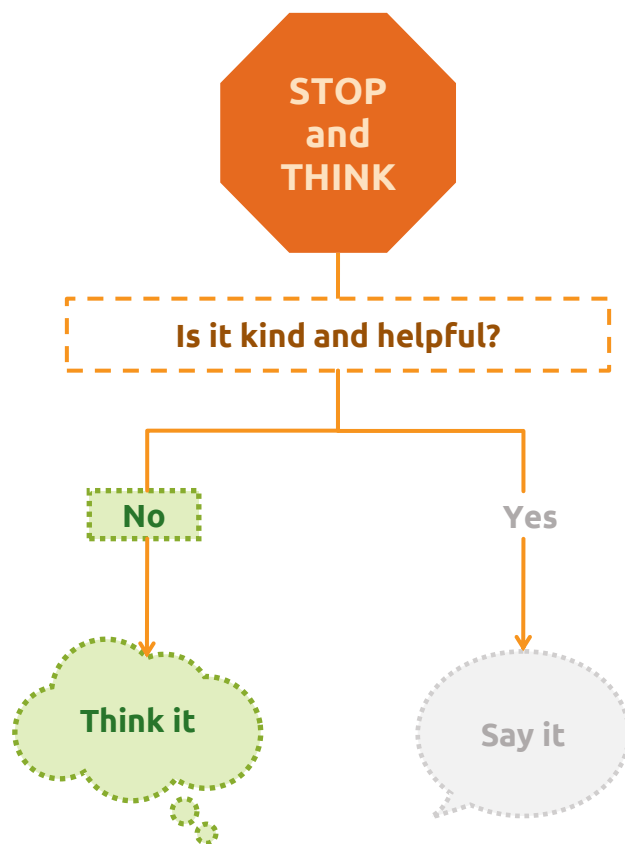 STOP
and
THINK
Is it kind and helpful?
No
Yes
Think it
Say it